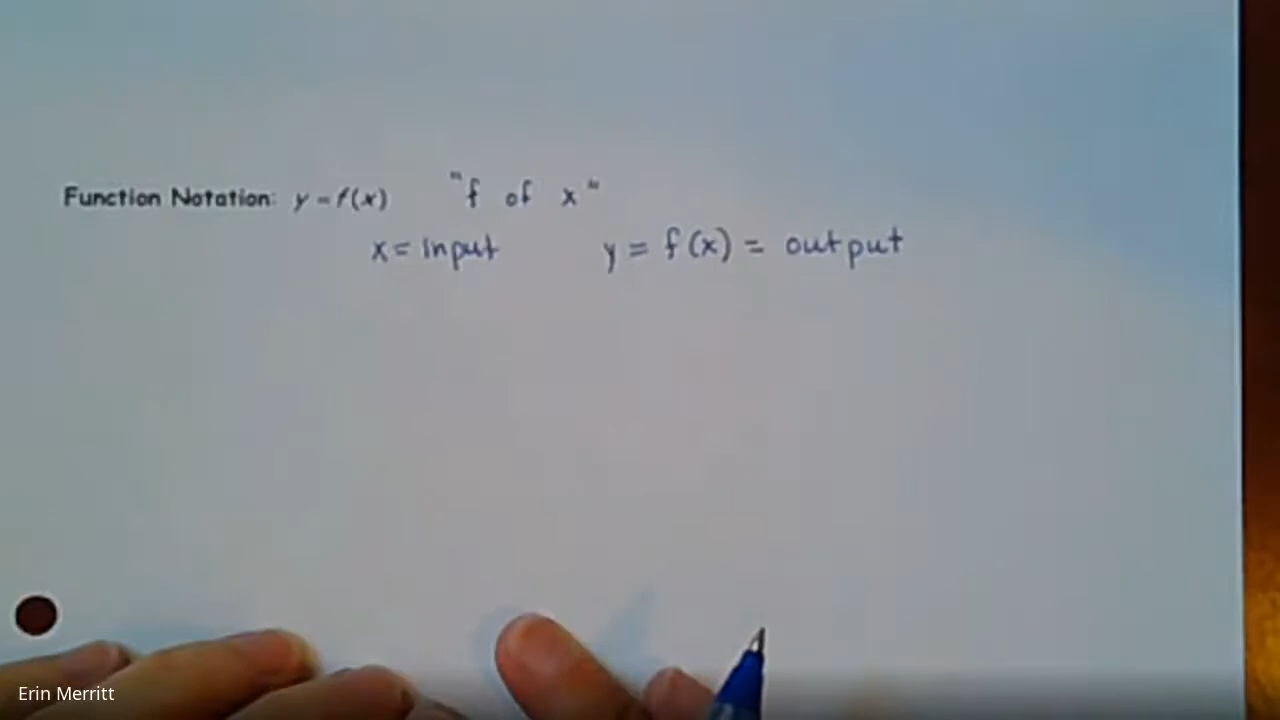 Function Notation: y = f(x) "f of x"
x = input y = f(x) = output
Erin Merritt